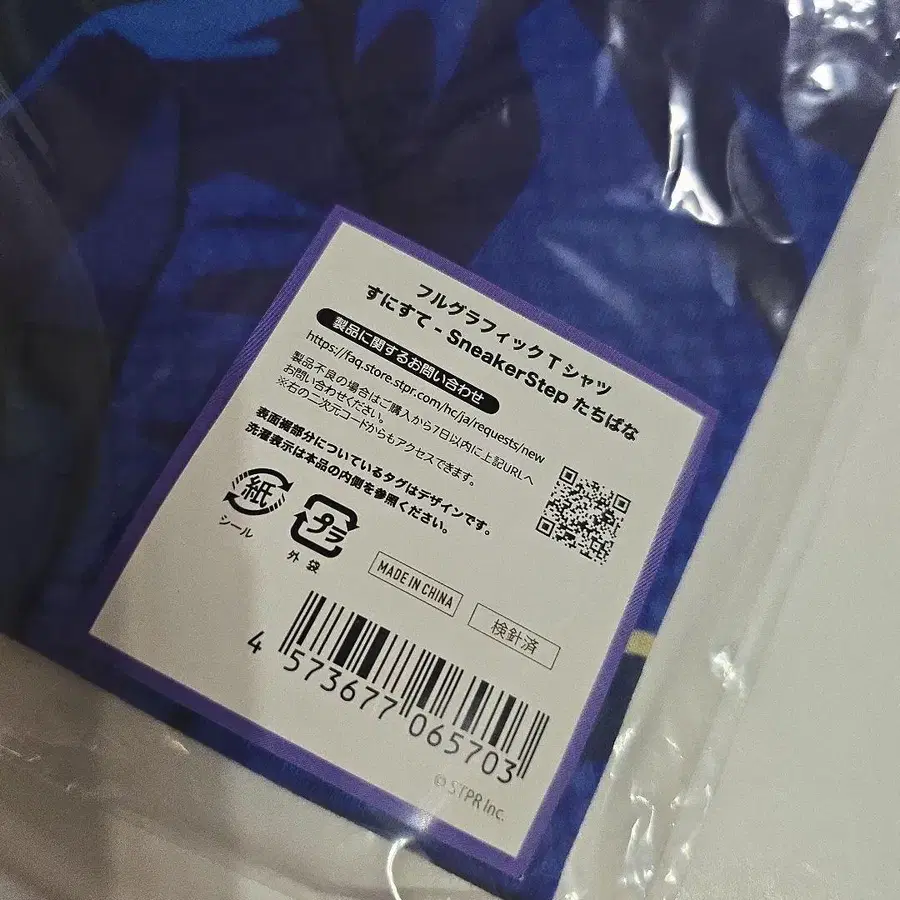 フルグラフィックTシャツ
すにすて - SneakerStep たちばな
製品に関するお問い合わせ
https://faq.store.stpr.com/hc/ja/requests/new
製品不良の場合はご購入から7日以内に上記URLへ
お問い合わせください。
※右の二次元コードからもアクセスできます。
表面裾部分についているタグはデザインです。
洗濯表示は本品の内側を参照ください。
紙
シール
プラ
外袋
MADE IN CHINA
検針済
4 573677 065703
© STPR Inc.